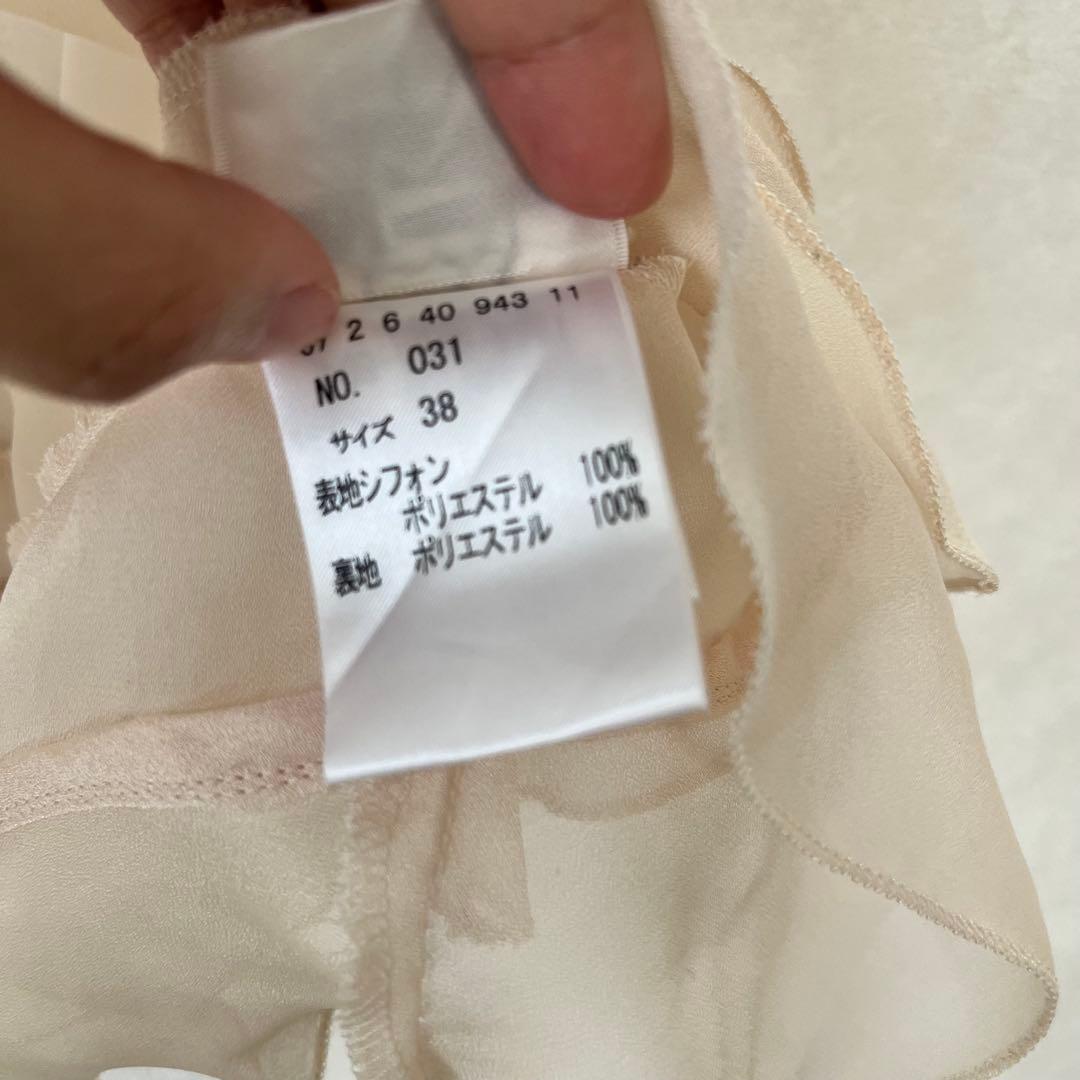 2 6 40 943 11
NO. 031
サイズ 38
表地シフォン
ポリエステル 100%
裏地 ポリエステル 100%